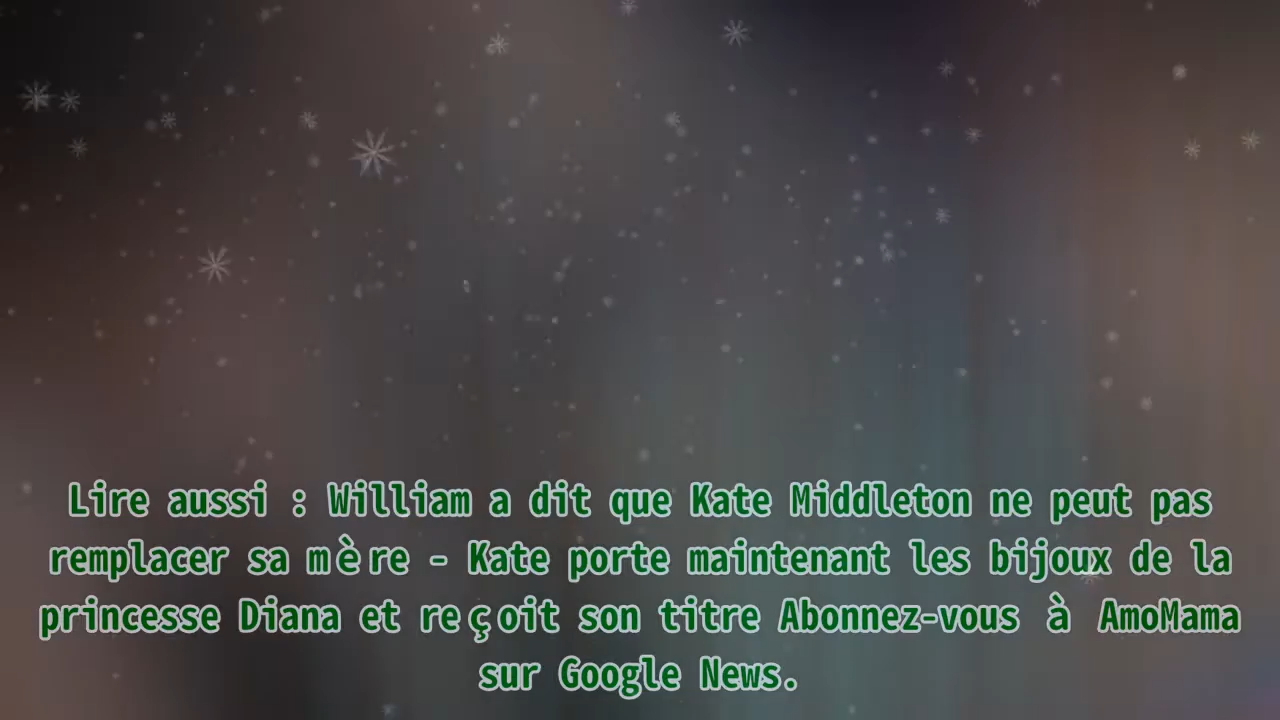 Lire aussi : William a dit que Kate Middleton ne peut pas
remplacer sa mère - Kate porte maintenant les bijoux de la
princesse Diana et reçoit son titre Abonnez-vous à AmoMama
sur Google News.